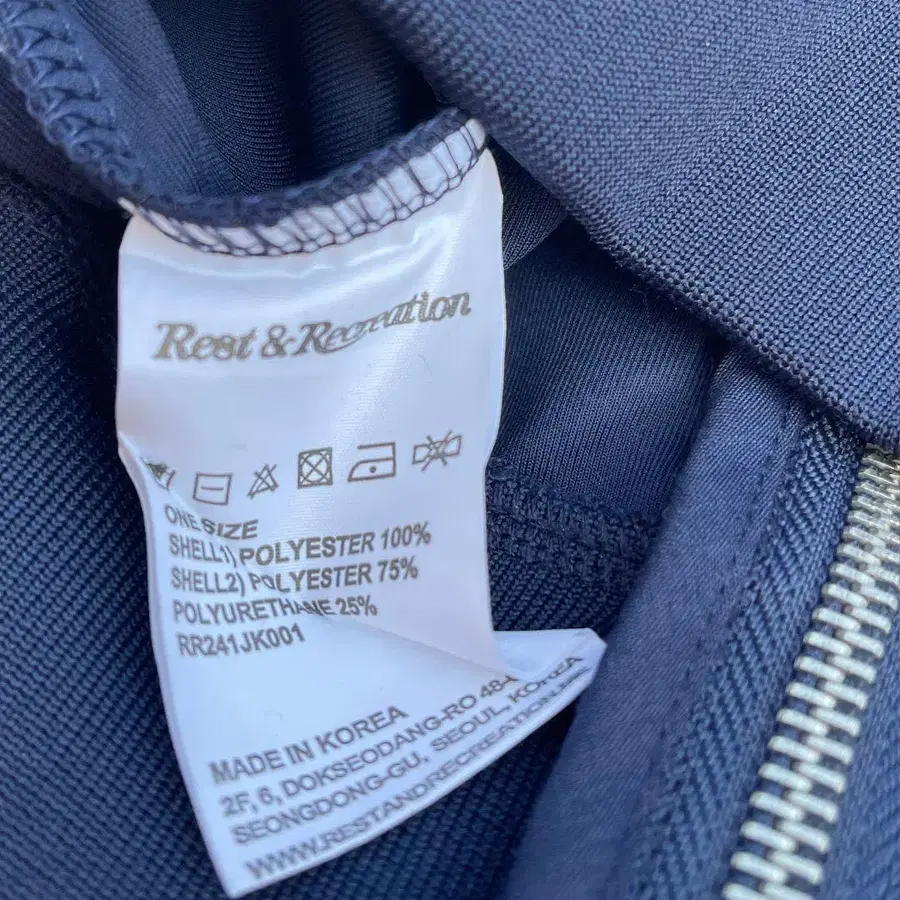 Rest & Recreation
ONE SIZE
SHELL1) POLYESTER 100%
SHELL2) POLYESTER 75%
POLYURETHANE 25%
RR241JK001
MADE IN KOREA
2F, 6, DOKSEODANG-RO 48
SEONGDONG-GU, SEOUL, KOREA
WWW.RESTANDRECREATION